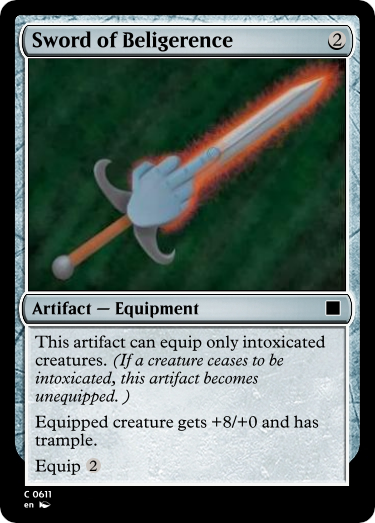 Sword of Beligerence 2
Artifact — Equipment
This artifact can equip only intoxicated
creatures. (If a creature ceases to be
intoxicated, this artifact becomes
unequipped. )
Equipped creature gets +8/+0 and has
trample.
Equip 2
C 0611
en